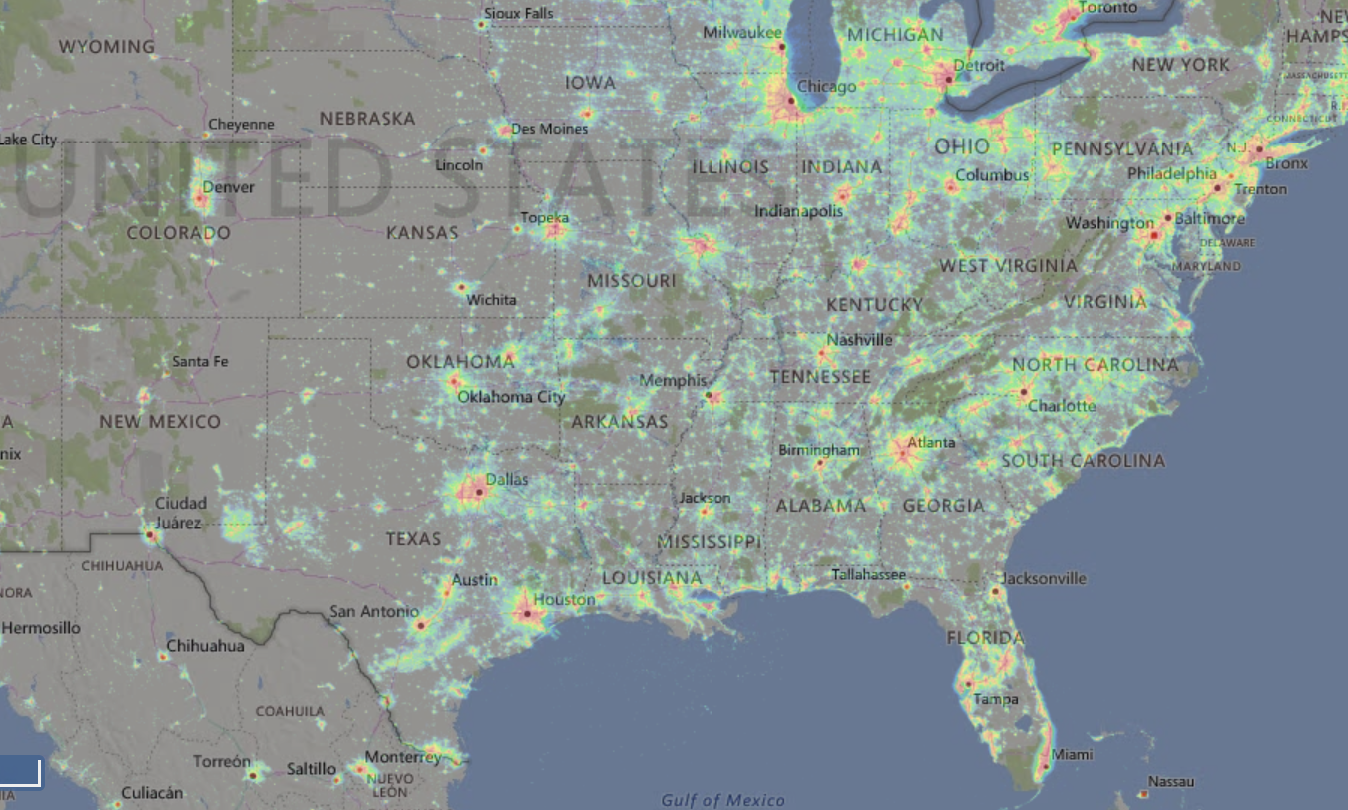 Sioux Falls
Toronto
WYOMING
Milwaukee
MICHIGAN
NEW YORK
Detroit
IOWA
Chicago
NEBRASKA
Cheyenne
Des Moines
Lake City
Lincoln
ILLINOIS
INDIANA
OHIO
PENNSYLVANIA
CONNECTICUT
N.J.
Bronx
UNITED STATES
Denver
Columbus
Philadelphia
Trenton
Indianapolis
Topeka
Washington
Baltimore
COLORADO
KANSAS
DELAWARE
MARYLAND
MISSOURI
WEST VIRGINIA
Wichita
KENTUCKY
VIRGINIA
Nashville
Santa Fe
OKLAHOMA
TENNESSEE
NORTH CAROLINA
Memphis
Oklahoma City
Charlotte
NEW MEXICO
ARKANSAS
Atlanta
Birmingham
SOUTH CAROLINA
nix
Dallas
Jackson
ALABAMA
GEORGIA
Ciudad
Juárez
TEXAS
MISSISSIPPI
CHIHUAHUA
Austin
LOUISIANA
Tallahassee
Jacksonville
NORA
Houston
San Antonio
Hermosillo
FLORIDA
Chihuahua
Tampa
COAHUILA
Miami
Monterrey
Torreón
Saltillo
NUEVO
LEÓN
Nassau
Culiacán
Gulf of Mexico